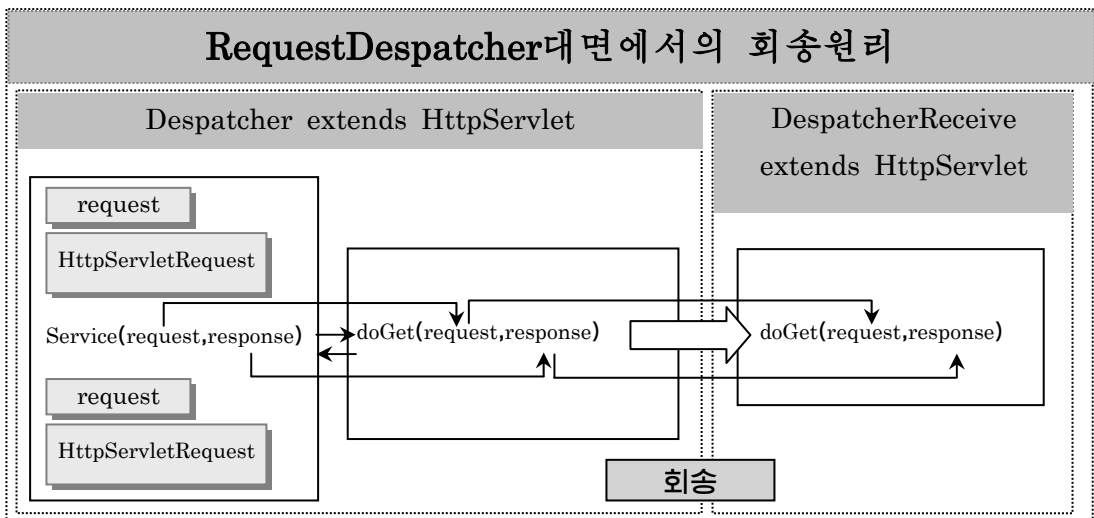 RequestDespatcher대면에서의 회송원리
Despatcher extends HttpServlet
DespatcherReceive
extends HttpServlet
request
HttpServletRequest
Service(request,response)
doGet(request,response)
doGet(request,response)
request
HttpServletRequest
회송